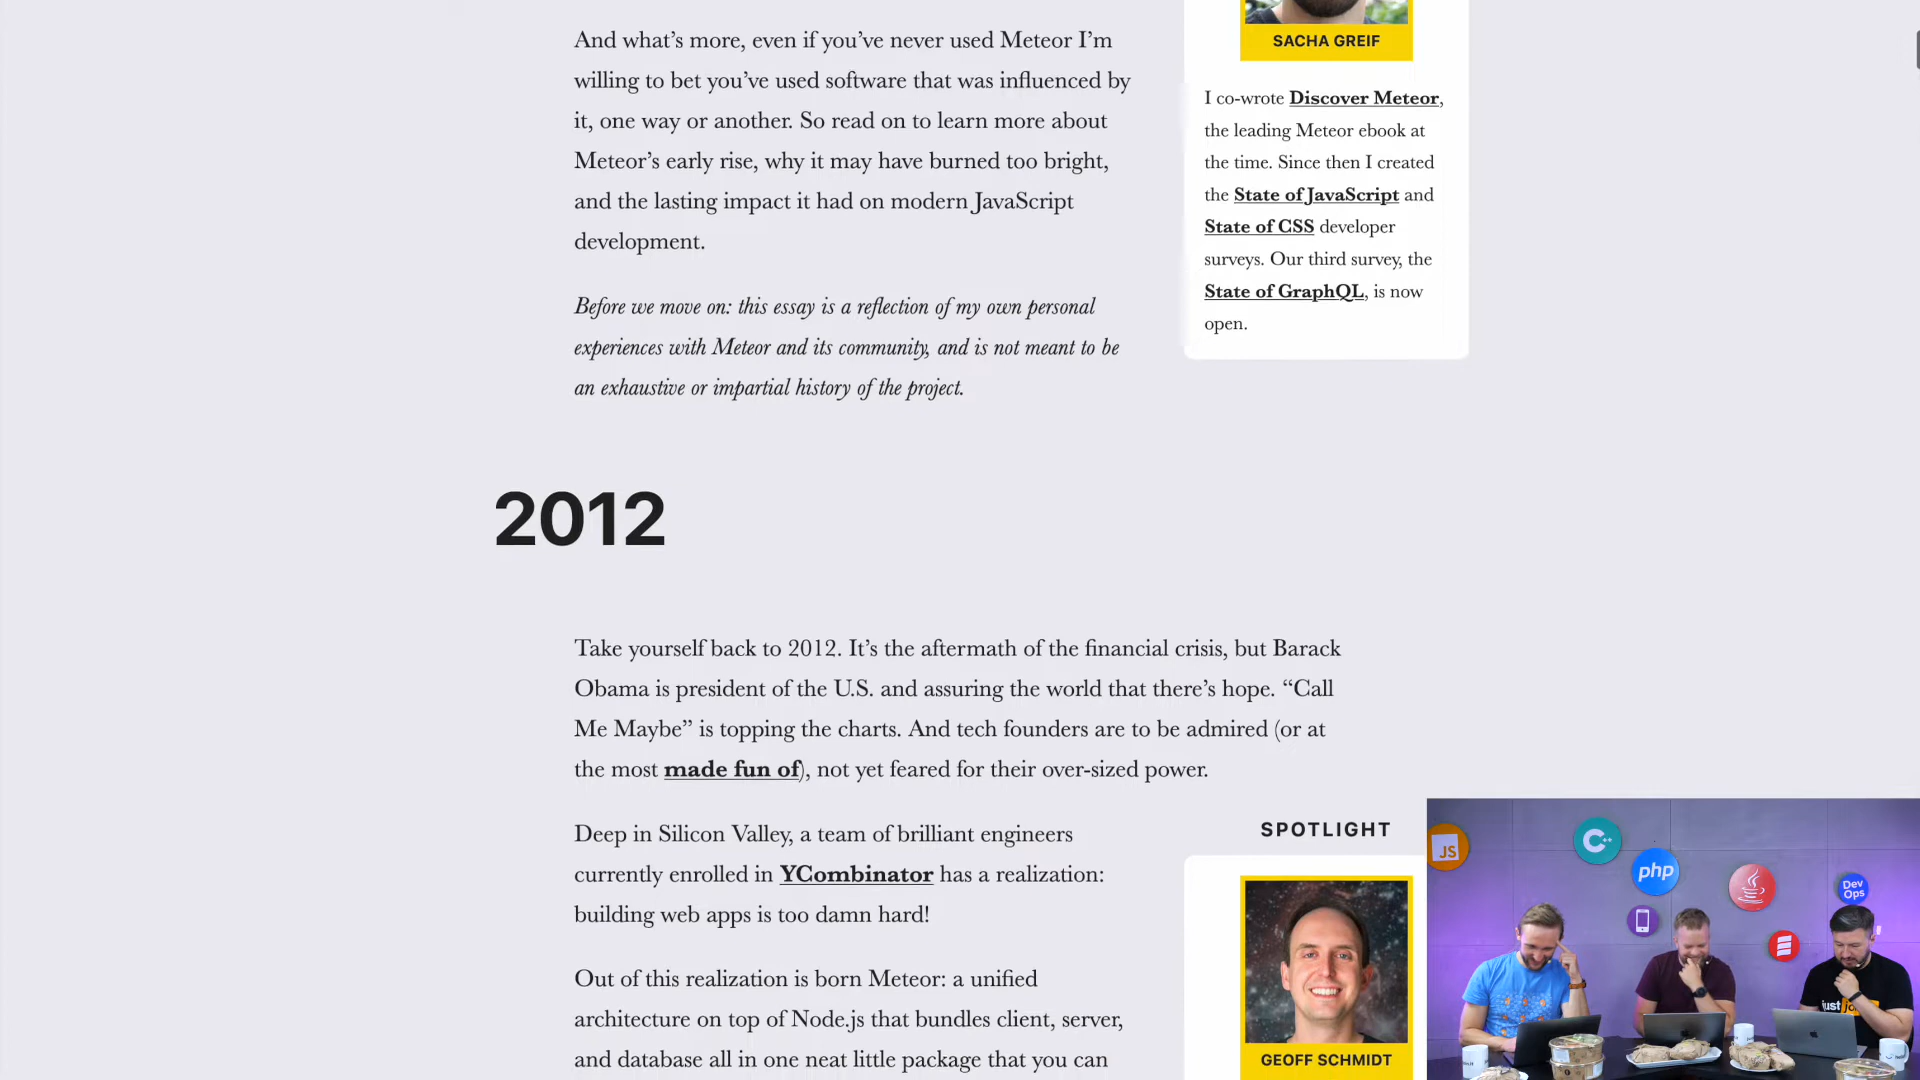 And what’s more, even if you’ve never used Meteor I’m
willing to bet you’ve used software that was influenced by
it, one way or another. So read on to learn more about
Meteor’s early rise, why it may have burned too bright,
and the lasting impact it had on modern JavaScript
development.
Before we move on: this essay is a reflection of my own personal
experiences with Meteor and its community, and is not meant to be
an exhaustive or impartial history of the project.
SACHA GREIF
I co-wrote Discover Meteor,
the leading Meteor ebook at
the time. Since then I created
the State of JavaScript and
State of CSS developer
surveys. Our third survey, the
State of GraphQL, is now
open.
2012
Take yourself back to 2012. It’s the aftermath of the financial crisis, but Barack
Obama is president of the U.S. and assuring the world that there’s hope. “Call
Me Maybe” is topping the charts. And tech founders are to be admired (or at
the most made fun of), not yet feared for their over-sized power.
Deep in Silicon Valley, a team of brilliant engineers
currently enrolled in YCombinator has a realization:
building web apps is too damn hard!
Out of this realization is born Meteor: a unified
architecture on top of Node.js that bundles client, server,
and database all in one neat little package that you can
SPOTLIGHT
GEOFF SCHMIDT
JS
C++
php
Dev
Ops
just